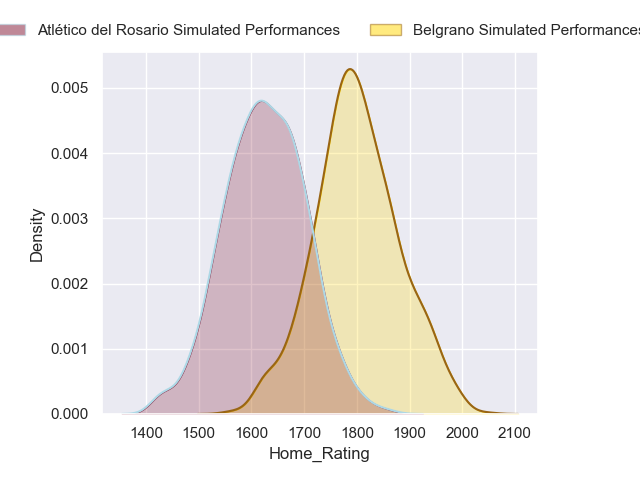 Atlético del Rosario Simulated Performances Belgrano Simulated Performances
0.005
0.004
0.003
0.002
0.001
0.000
Density
1400 1500 1600 1700 1800 1900 2000 2100
Home_Rating